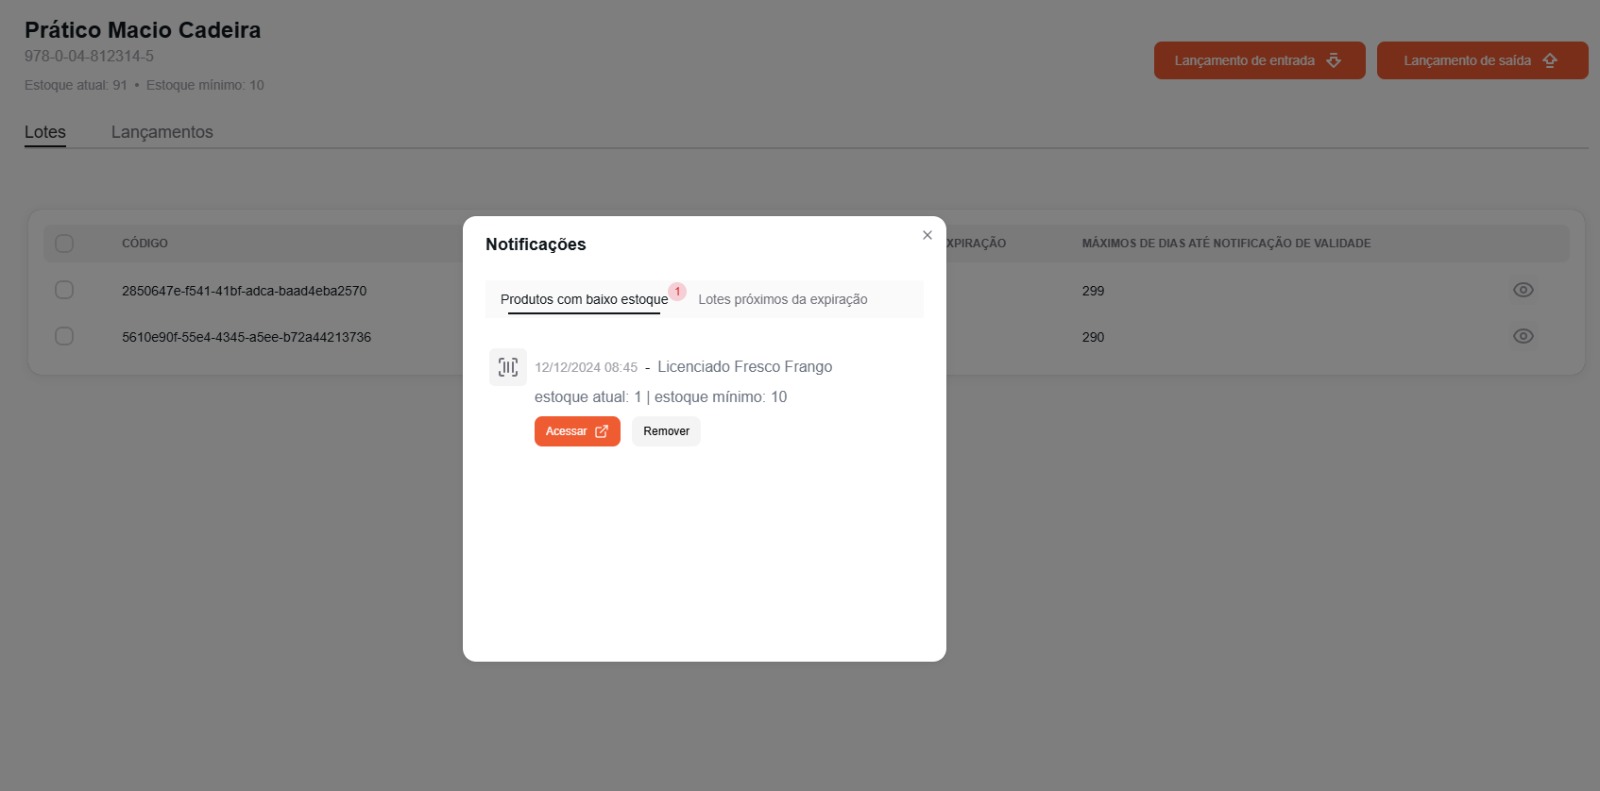 Prático Macio Cadeira
978-0-04-812314-5
Estoque atual: 91 • Estoque mínimo: 10
Lançamento de entrada
Lançamento de saída
Lotes
Lançamentos
CÓDIGO
MÁXIMOS DE DIAS ATÉ NOTIFICAÇÃO DE VALIDADE
2850647e-f541-41bf-adca-baad4eba2570
299
5610e90f-55e4-4345-a5ee-b72a44213736
290
Notificações
Produtos com baixo estoque 1
Lotes próximos da expiração
12/12/2024 08:45 - Licenciado Fresco Frango
estoque atual: 1 | estoque mínimo: 10
Acessar
Remover